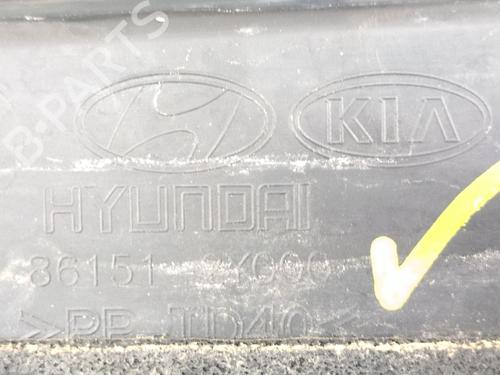 B-PARTS
KIA
HYUNDAI
86151
>PP TD40<